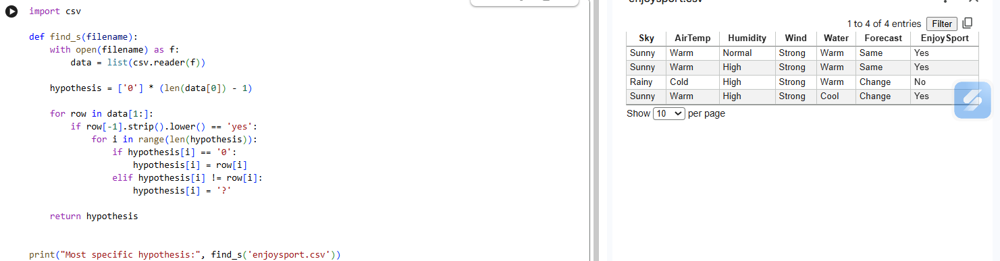 import csv
def find_s(filename):
    with open(filename) as f:
        data = list(csv.reader(f))
    hypothesis = ['0'] * (len(data[0]) - 1)
    for row in data[1:]:
        if row[-1].strip().lower() == 'yes':
            for i in range(len(hypothesis)):
                if hypothesis[i] == '0':
                    hypothesis[i] = row[i]
                elif hypothesis[i] != row[i]:
                    hypothesis[i] = '?'
    return hypothesis
print("Most specific hypothesis:", find_s('enjoysport.csv'))
enjoysport.csv
1 to 4 of 4 entries Filter
Sky AirTemp Humidity Wind Water Forecast EnjoySport
Sunny Warm Normal Strong Warm Same Yes
Sunny Warm High Strong Warm Same Yes
Rainy Cold High Strong Warm Change No
Sunny Warm High Strong Cool Change Yes
Show 10 per page